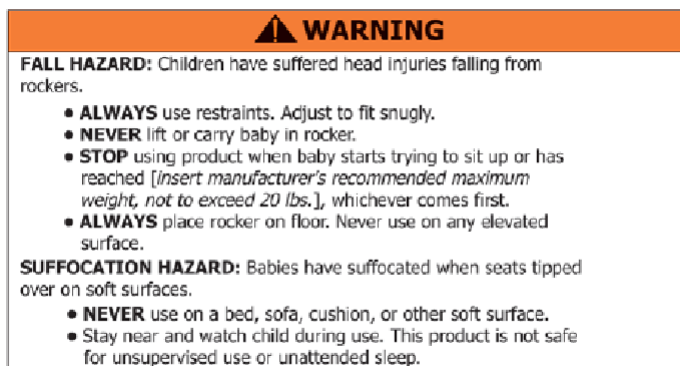 ⚠ WARNING
FALL HAZARD: Children have suffered head injuries falling from
rockers.
● ALWAYS use restraints. Adjust to fit snugly.
● NEVER lift or carry baby in rocker.
● STOP using product when baby starts trying to sit up or has
reached [insert manufacturer's recommended maximum
weight, not to exceed 20 lbs.], whichever comes first.
● ALWAYS place rocker on floor. Never use on any elevated
surface.
SUFFOCATION HAZARD: Babies have suffocated when seats tipped
over on soft surfaces.
● NEVER use on a bed, sofa, cushion, or other soft surface.
● Stay near and watch child during use. This product is not safe
for unsupervised use or unattended sleep.